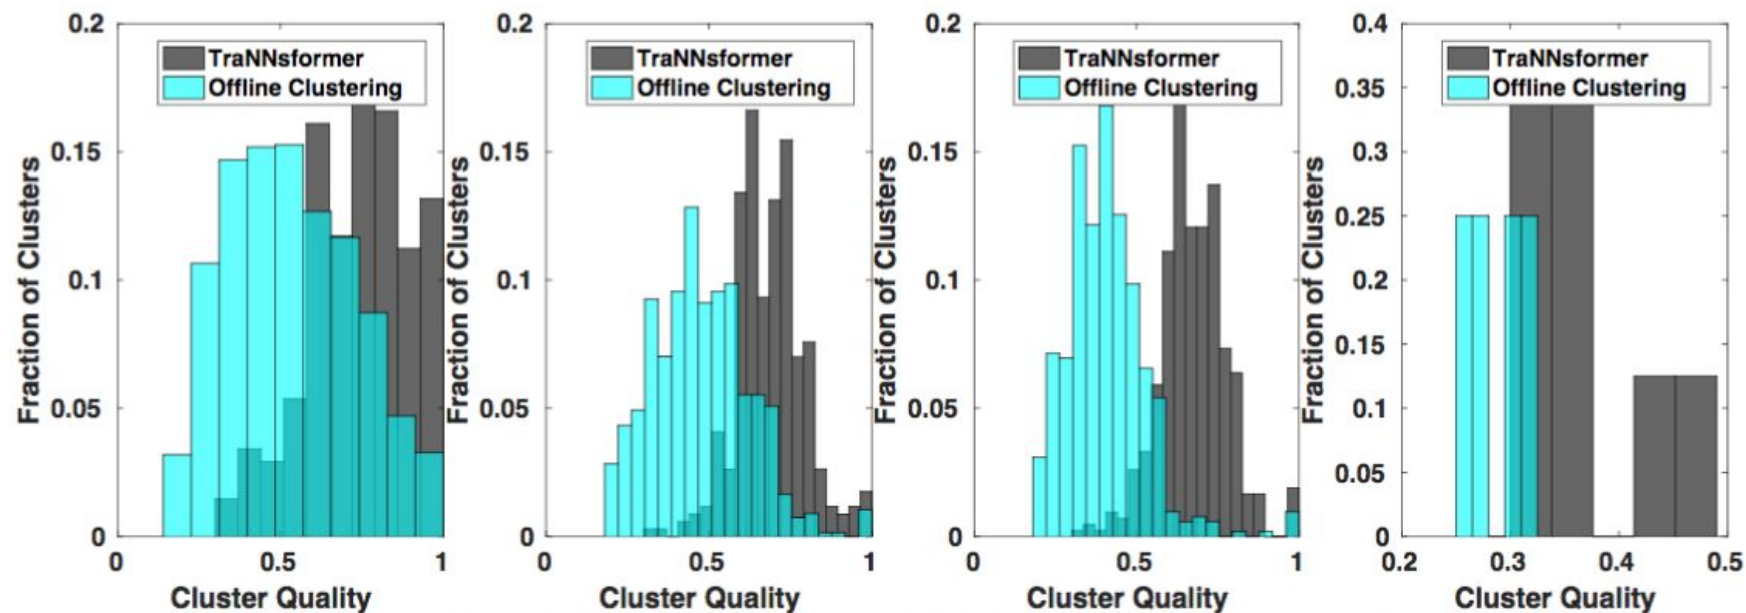 0.2
0.15
0.1
0.05
0
0
0.5
1
Fraction of Clusters
Cluster Quality
TraNNsformer
Offline Clustering
0.2
0.15
0.1
0.05
0
0
0.5
1
Fraction of Clusters
Cluster Quality
TraNNsformer
Offline Clustering
0.2
0.15
0.1
0.05
0
0
0.5
1
Fraction of Clusters
Cluster Quality
TraNNsformer
Offline Clustering
0.4
0.35
0.3
0.25
0.2
0.15
0.1
0.05
0
0.2
0.3
0.4
0.5
Fraction of Clusters
Cluster Quality
TraNNsformer
Offline Clustering